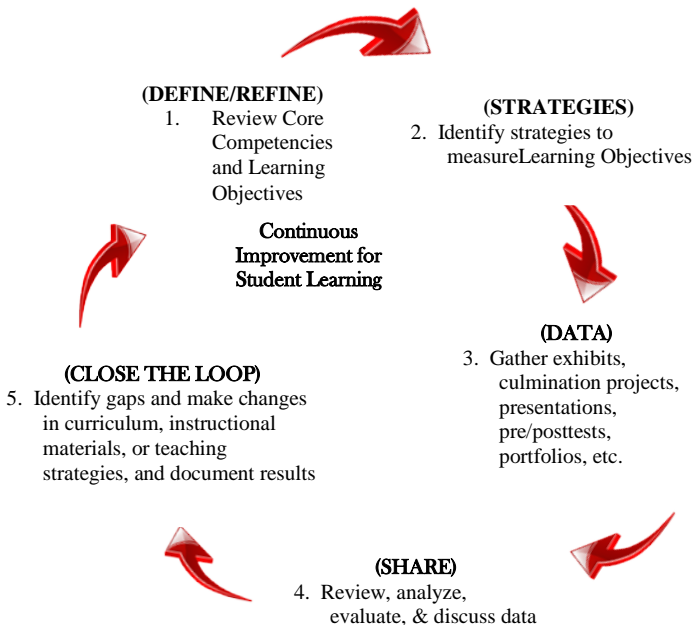 (DEFINE/REFINE)
1. Review Core
Competencies
and Learning
Objectives
(STRATEGIES)
2. Identify strategies to
measureLearning Objectives
Continuous
Improvement for
Student Learning
(DATA)
3. Gather exhibits,
culmination projects,
presentations,
pre/posttests,
portfolios, etc.
(CLOSE THE LOOP)
5. Identify gaps and make changes
in curriculum, instructional
materials, or teaching
strategies, and document results
(SHARE)
4. Review, analyze,
evaluate, & discuss data